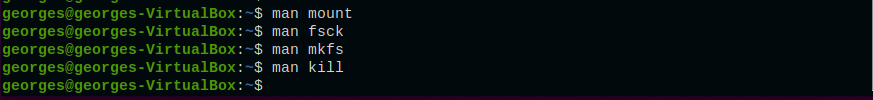 georges@georges-VirtualBox:~$ man mount
georges@georges-VirtualBox:~$ man fsck
georges@georges-VirtualBox:~$ man mkfs
georges@georges-VirtualBox:~$ man kill
georges@georges-VirtualBox:~$